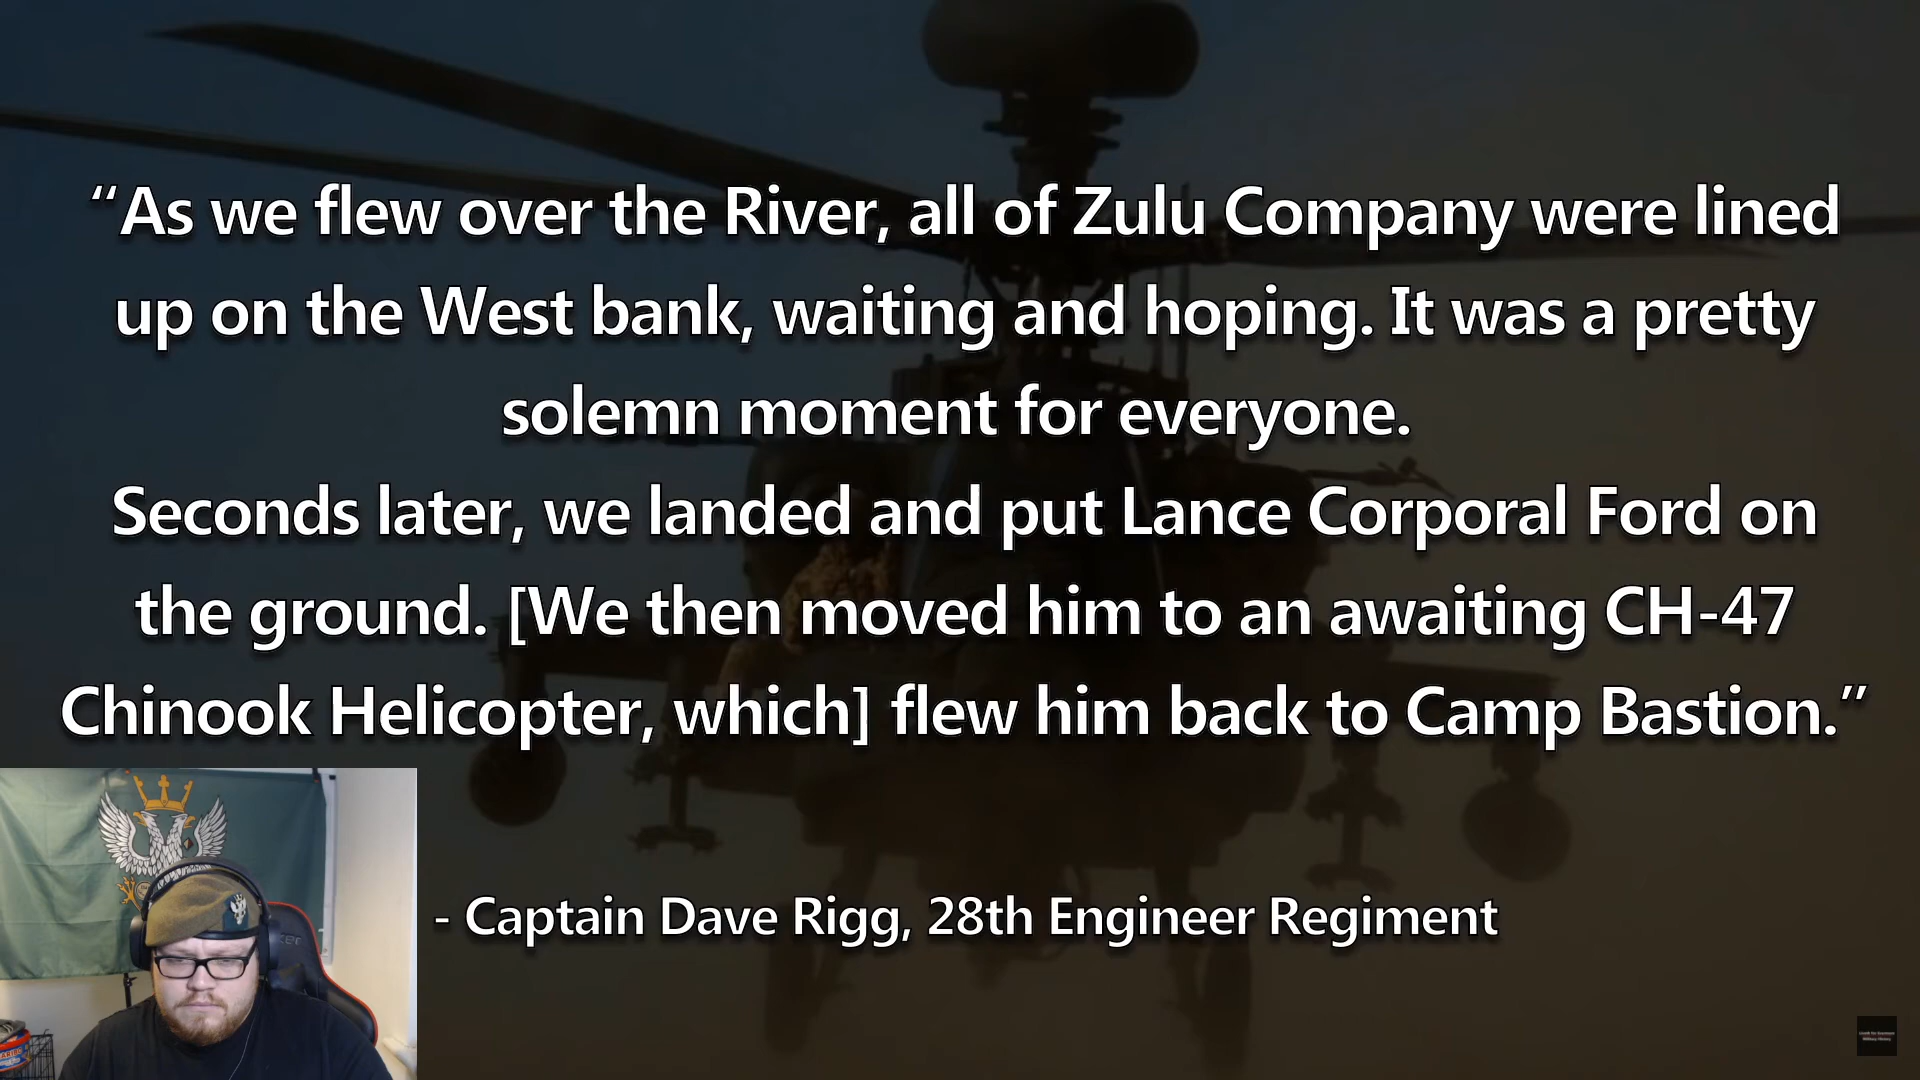 “As we flew over the River, all of Zulu Company were lined
up on the West bank, waiting and hoping. It was a pretty
solemn moment for everyone.
Seconds later, we landed and put Lance Corporal Ford on
the ground. [We then moved him to an awaiting CH-47
Chinook Helicopter, which] flew him back to Camp Bastion.”
- Captain Dave Rigg, 28th Engineer Regiment